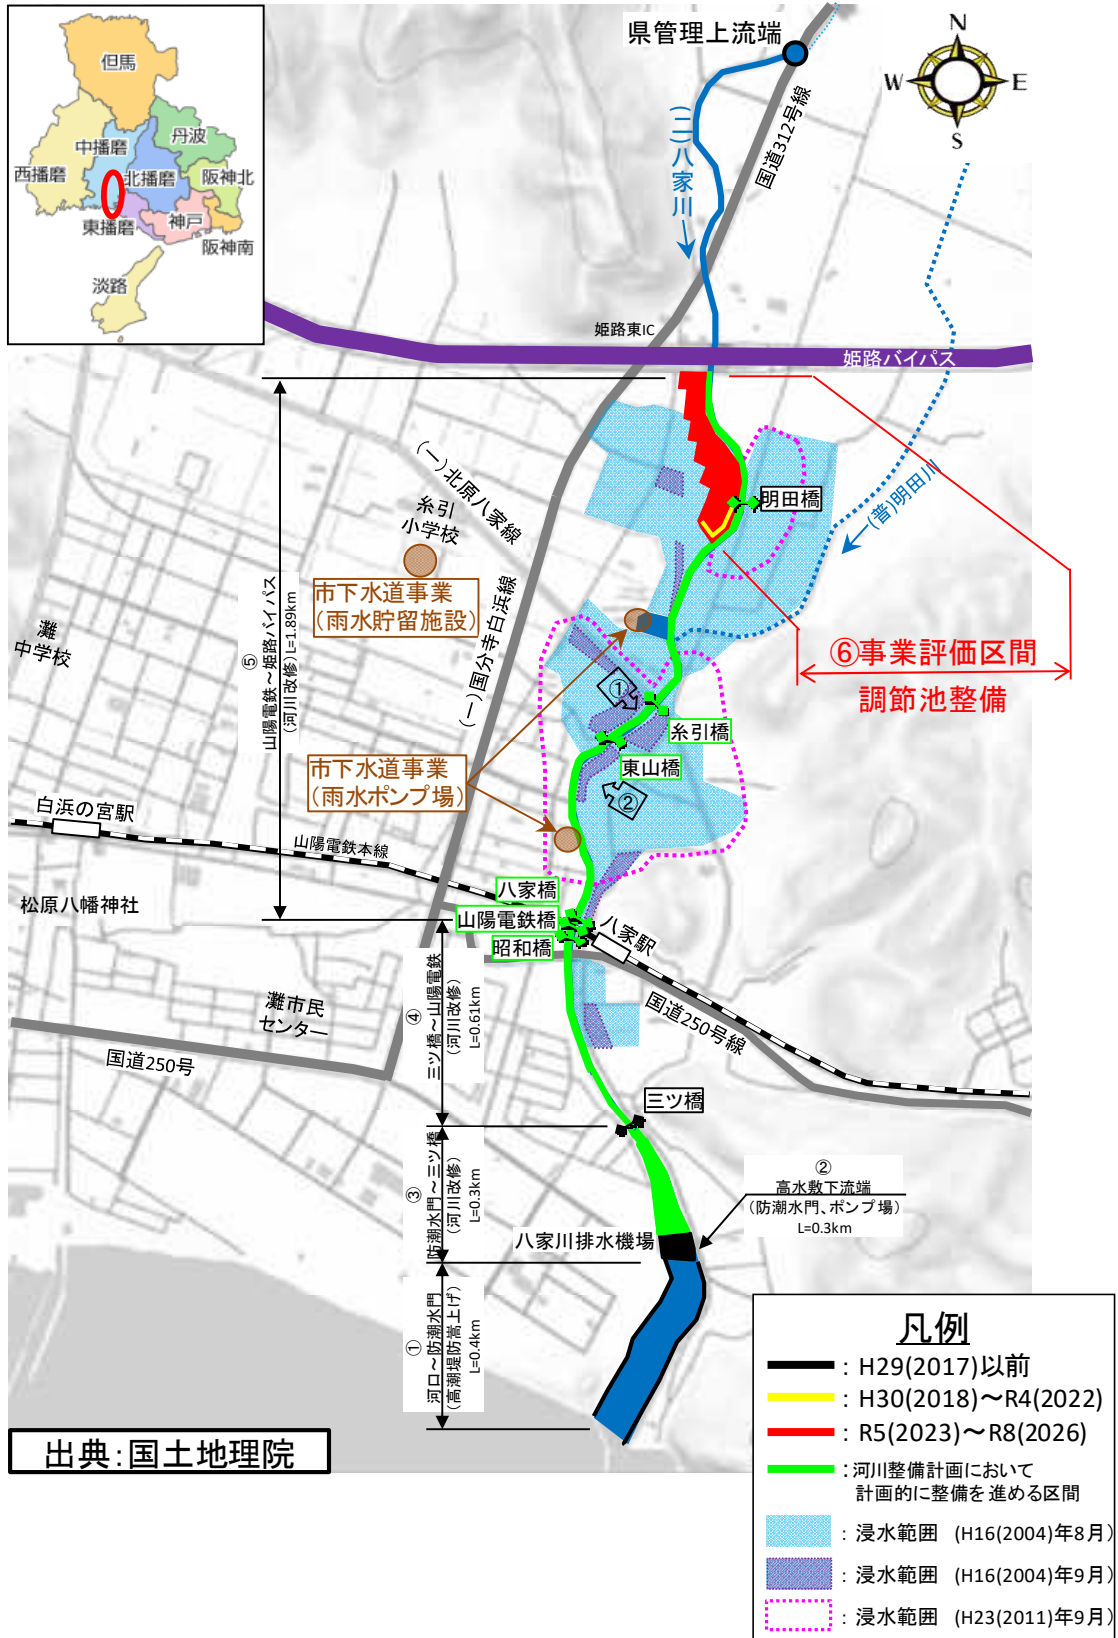 但馬
丹波
中播磨
西播磨
北播磨
阪神北
東播磨
神戸
阪神南
淡路
県管理上流端
N
W
E
S
(二)八家川
国道312号線
姫路東IC
姫路バイパス
(一)北原八家線
糸引
小学校
明田橋
(普)明田川
市下水道事業
(雨水貯留施設)
灘
中学校
⑤
山陽電鉄～姫路バイパス
(河川改修)L=1.89km
(一)国分寺白浜線
⑥事業評価区間
調節池整備
①
糸引橋
東山橋
市下水道事業
(雨水ポンプ場)
②
白浜の宮駅
山陽電鉄本線
松原八幡神社
八家橋
山陽電鉄橋
昭和橋
八家駅
④
三ツ橋～山陽電鉄
(河川改修)
L=0.61km
灘市民
センター
国道250号
国道250号線
三ツ橋
③
防潮水門～三ツ橋
(河川改修)
L=0.3km
②
高水敷下流端
(防潮水門、ポンプ場)
L=0.3km
八家川排水機場
①
河口～防潮水門
(高潮堤防嵩上げ)
L=0.4km
出典:国土地理院
凡例
: H29(2017)以前
: H30(2018)～R4(2022)
: R5(2023)～R8(2026)
: 河川整備計画において
計画的に整備を進める区間
: 浸水範囲 (H16(2004)年8月)
: 浸水範囲 (H16(2004)年9月)
: 浸水範囲 (H23(2011)年9月)